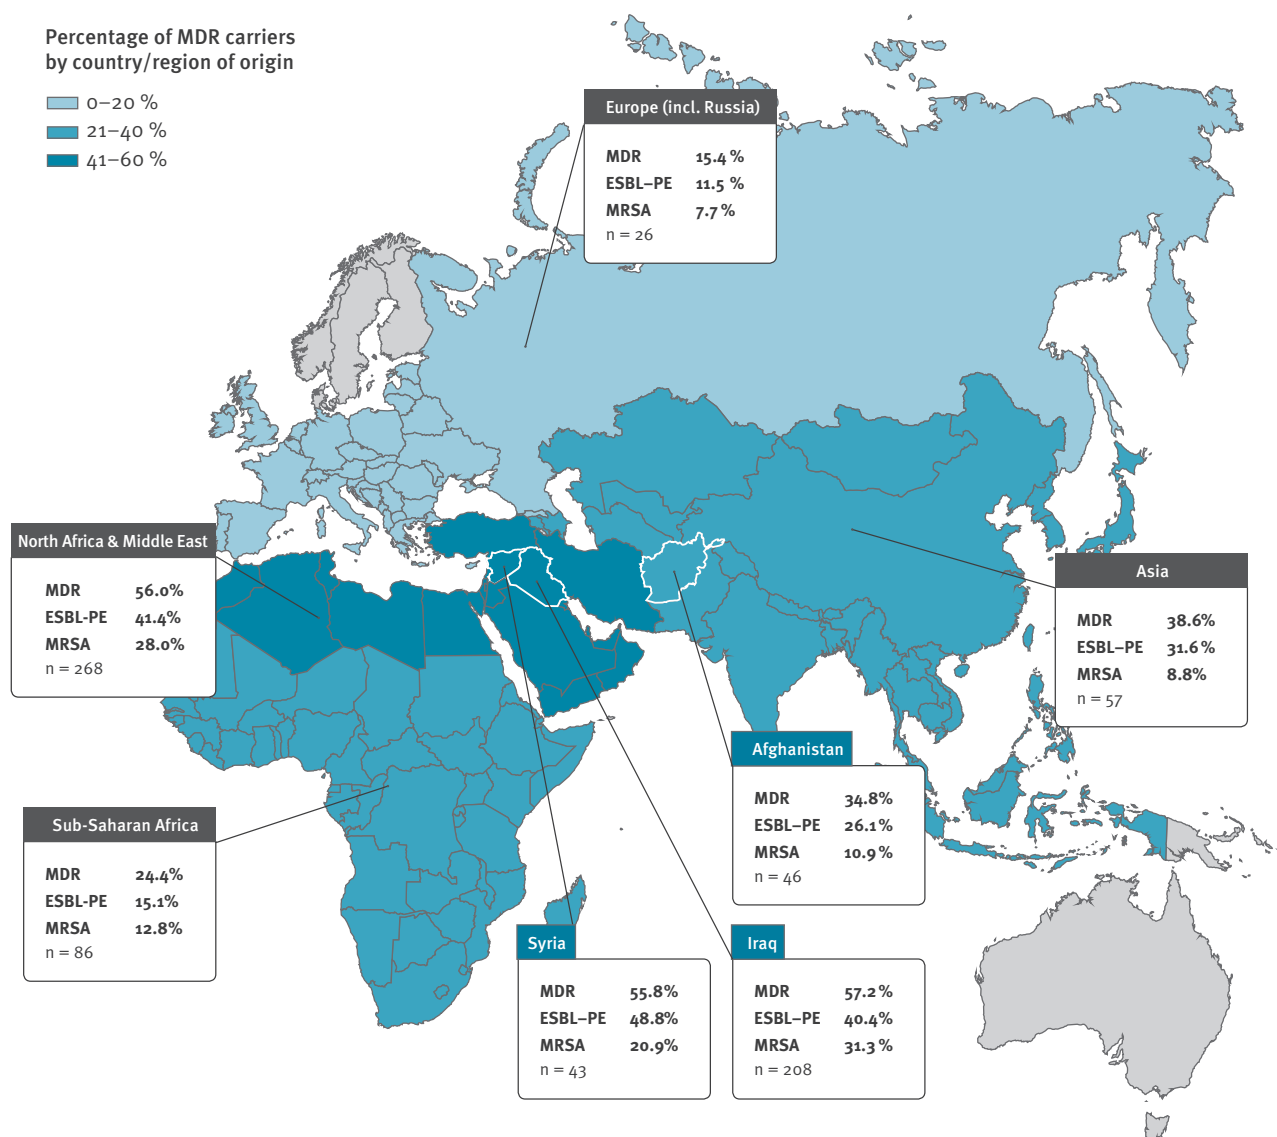 Percentage of MDR carriers
by country/region of origin
0–20 %
21–40 %
41–60 %
Europe (incl. Russia)
MDR 15.4 %
ESBL–PE 11.5 %
MRSA 7.7 %
n = 26
North Africa & Middle East
MDR 56.0%
ESBL-PE 41.4%
MRSA 28.0%
n = 268
Asia
MDR 38.6%
ESBL–PE 31.6 %
MRSA 8.8%
n = 57
Afghanistan
MDR 34.8%
ESBL–PE 26.1%
MRSA 10.9 %
n = 46
Sub-Saharan Africa
MDR 24.4%
ESBL-PE 15.1%
MRSA 12.8%
n = 86
Syria
MDR 55.8%
ESBL–PE 48.8%
MRSA 20.9%
n = 43
Iraq
MDR 57.2%
ESBL–PE 40.4%
MRSA 31.3 %
n = 208